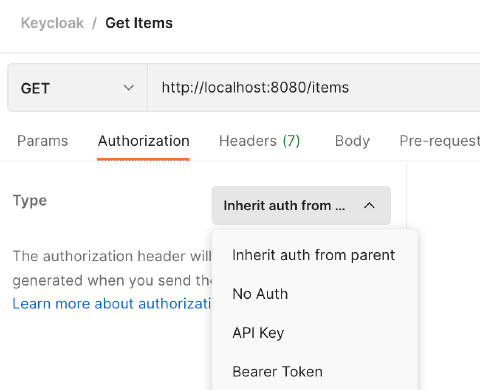 Keycloak / Get Items
GET http://localhost:8080/items
Params Authorization Headers (7) Body Pre-request
Type Inherit auth from ...
The authorization header will
generated when you send the
Learn more about authorizati
Inherit auth from parent
No Auth
API Key
Bearer Token